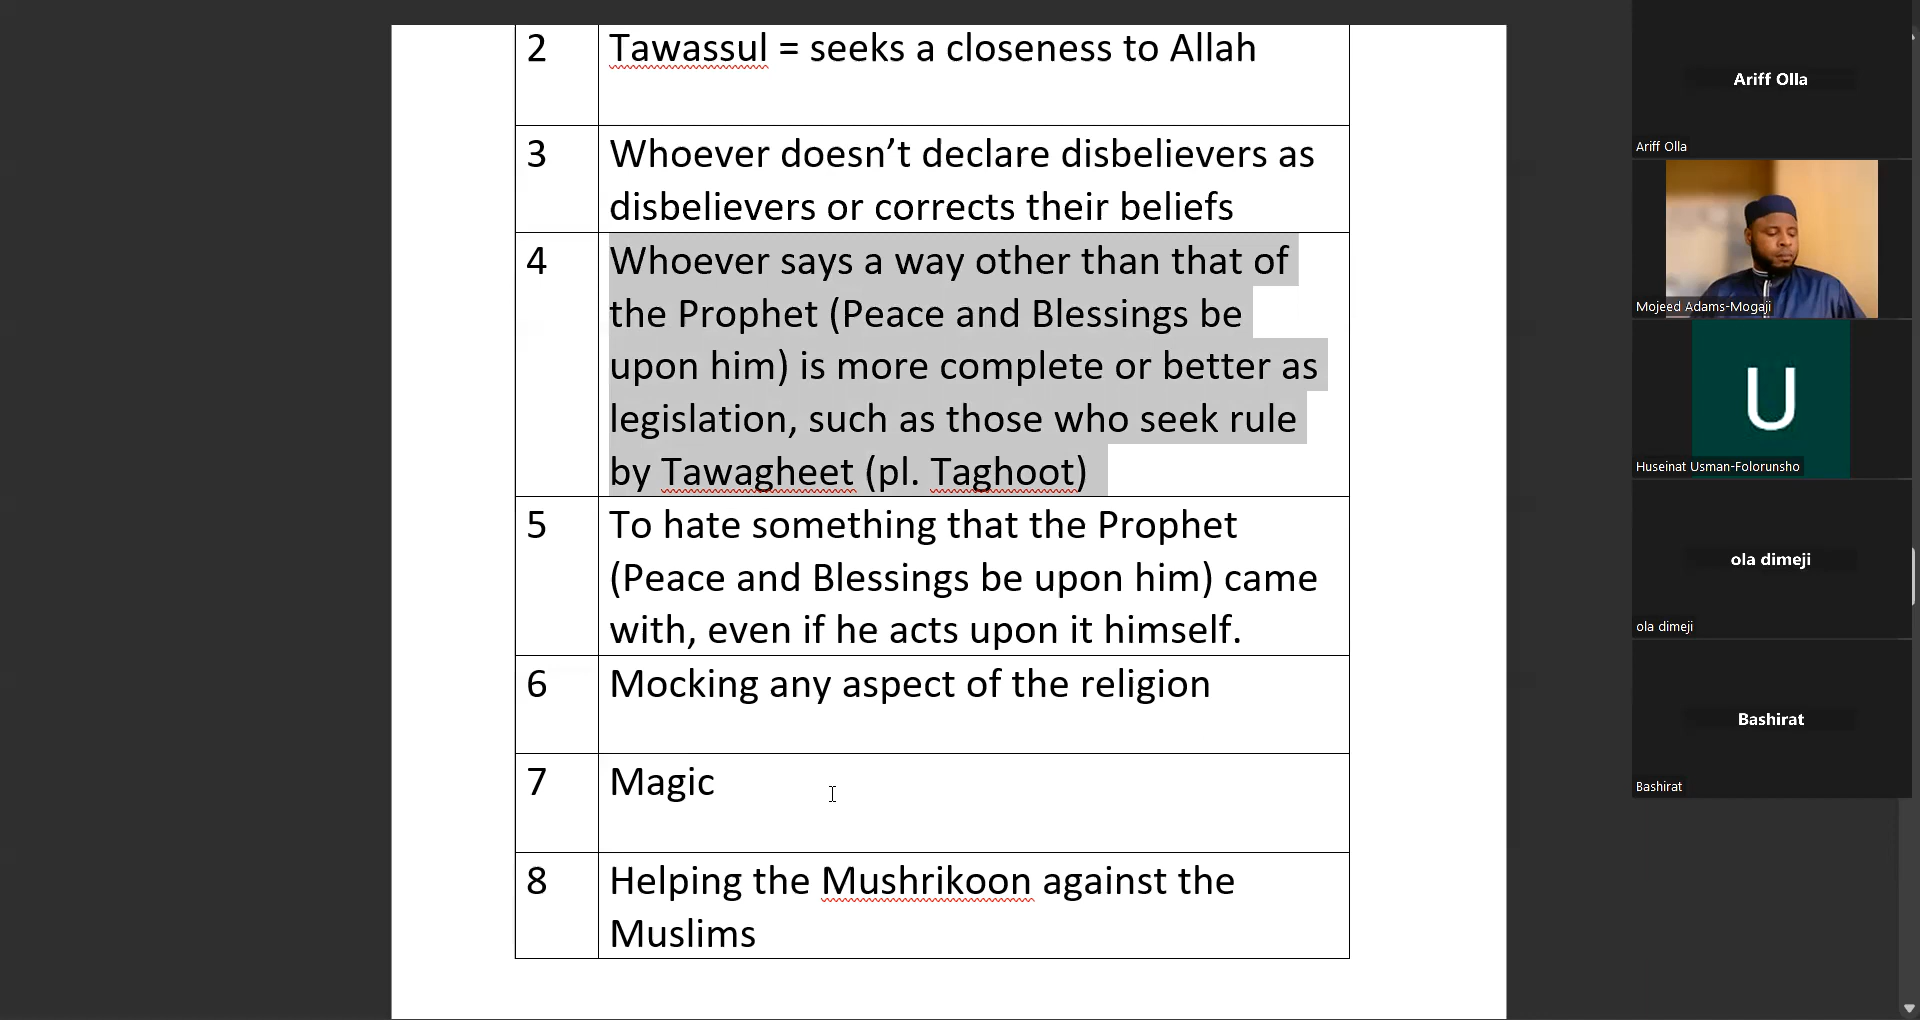 2
Tawassul = seeks a closeness to Allah
3
Whoever doesn’t declare disbelievers as
disbelievers or corrects their beliefs
4
Whoever says a way other than that of
the Prophet (Peace and Blessings be
upon him) is more complete or better as
legislation, such as those who seek rule
by Tawagheet (pl. Taghoot)
5
To hate something that the Prophet
(Peace and Blessings be upon him) came
with, even if he acts upon it himself.
6
Mocking any aspect of the religion
7
Magic
8
Helping the Mushrikoon against the
Muslims
Ariff Olla
Ariff Olla
Mojeed Adams-Mogaji
U
Huseinat Usman-Folorunsho
ola dimeji
ola dimeji
Bashirat
Bashirat